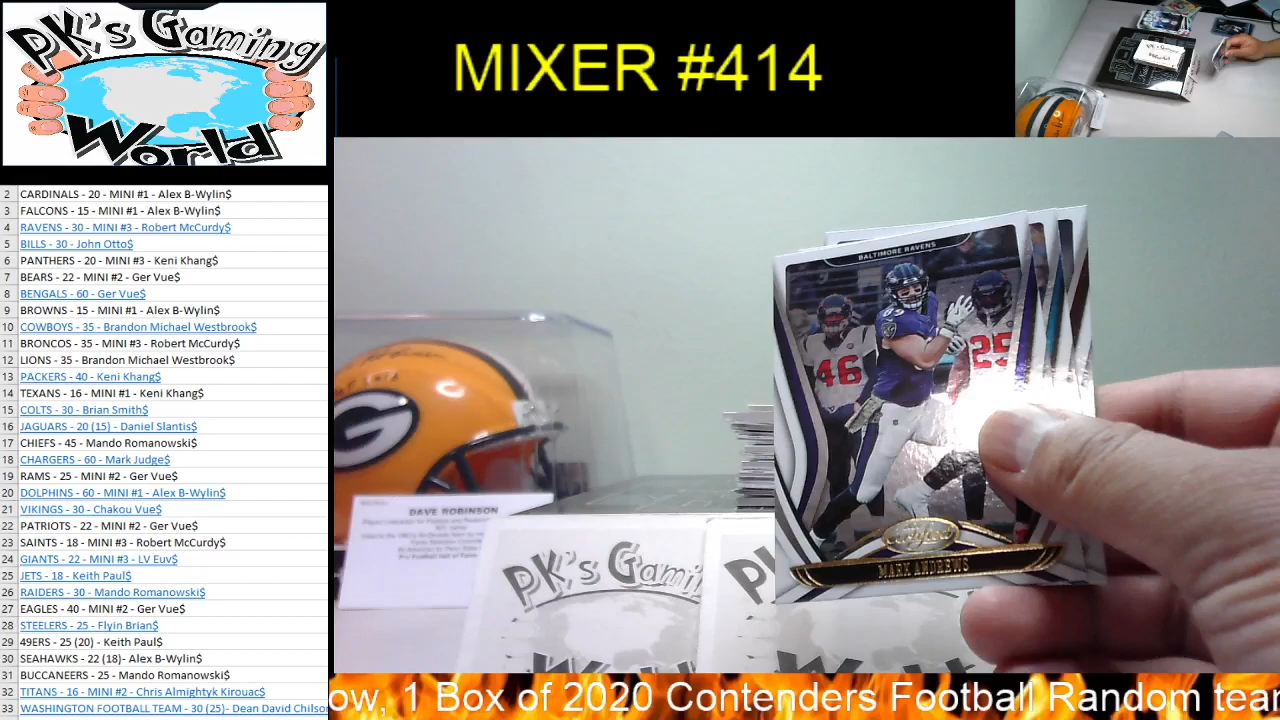 PK's Gaming
World
MIXER #414
2 CARDINALS - 20 - MINI #1 - Alex B-Wylin$
3 FALCONS - 15 - MINI #1 - Alex B-Wylin$
4 RAVENS - 30 - MINI #3 - Robert McCurdy$
5 BILLS - 30 - John Otto$
6 PANTHERS - 20 - MINI #3 - Keni Khang$
7 BEARS - 22 - MINI #2 - Ger Vue$
8 BENGALS - 60 - Ger Vue$
9 BROWNS - 15 - MINI #1 - Alex B-Wylin$
10 COWBOYS - 35 - Brandon Michael Westbrook$
11 BRONCOS - 35 - MINI #3 - Robert McCurdy$
12 LIONS - 35 - Brandon Michael Westbrook$
13 PACKERS - 40 - Keni Khang$
14 TEXANS - 16 - MINI #1 - Keni Khang$
15 COLTS - 30 - Brian Smith$
16 JAGUARS - 20 (15) - Daniel Slantis$
17 CHIEFS - 45 - Mando Romanowski$
18 CHARGERS - 60 - Mark Judge$
19 RAMS - 25 - MINI #2 - Ger Vue$
20 DOLPHINS - 60 - MINI #1 - Alex B-Wylin$
21 VIKINGS - 30 - Chakou Vue$
22 PATRIOTS - 22 - MINI #2 - Ger Vue$
23 SAINTS - 18 - MINI #3 - Robert McCurdy$
24 GIANTS - 22 - MINI #3 - LV Euv$
25 JETS - 18 - Keith Paul$
26 RAIDERS - 30 - Mando Romanowski$
27 EAGLES - 40 - MINI #2 - Ger Vue$
28 STEELERS - 25 - Flyin Brian$
29 49ERS - 25 (20) - Keith Paul$
30 SEAHAWKS - 22 (18)- Alex B-Wylin$
31 BUCCANEERS - 25 - Mando Romanowski$
32 TITANS - 16 - MINI #2 - Chris Almightyk Kirouac$
33 WASHINGTON FOOTBALL TEAM - 30 (25)- Dean David Chilson
BALTIMORE RAVENS
46
25
MARK ANDREWS
G
DAVE ROBINSON
PK's Gami
PK's
ow, 1 Box of 2020 Contenders Football Random tear